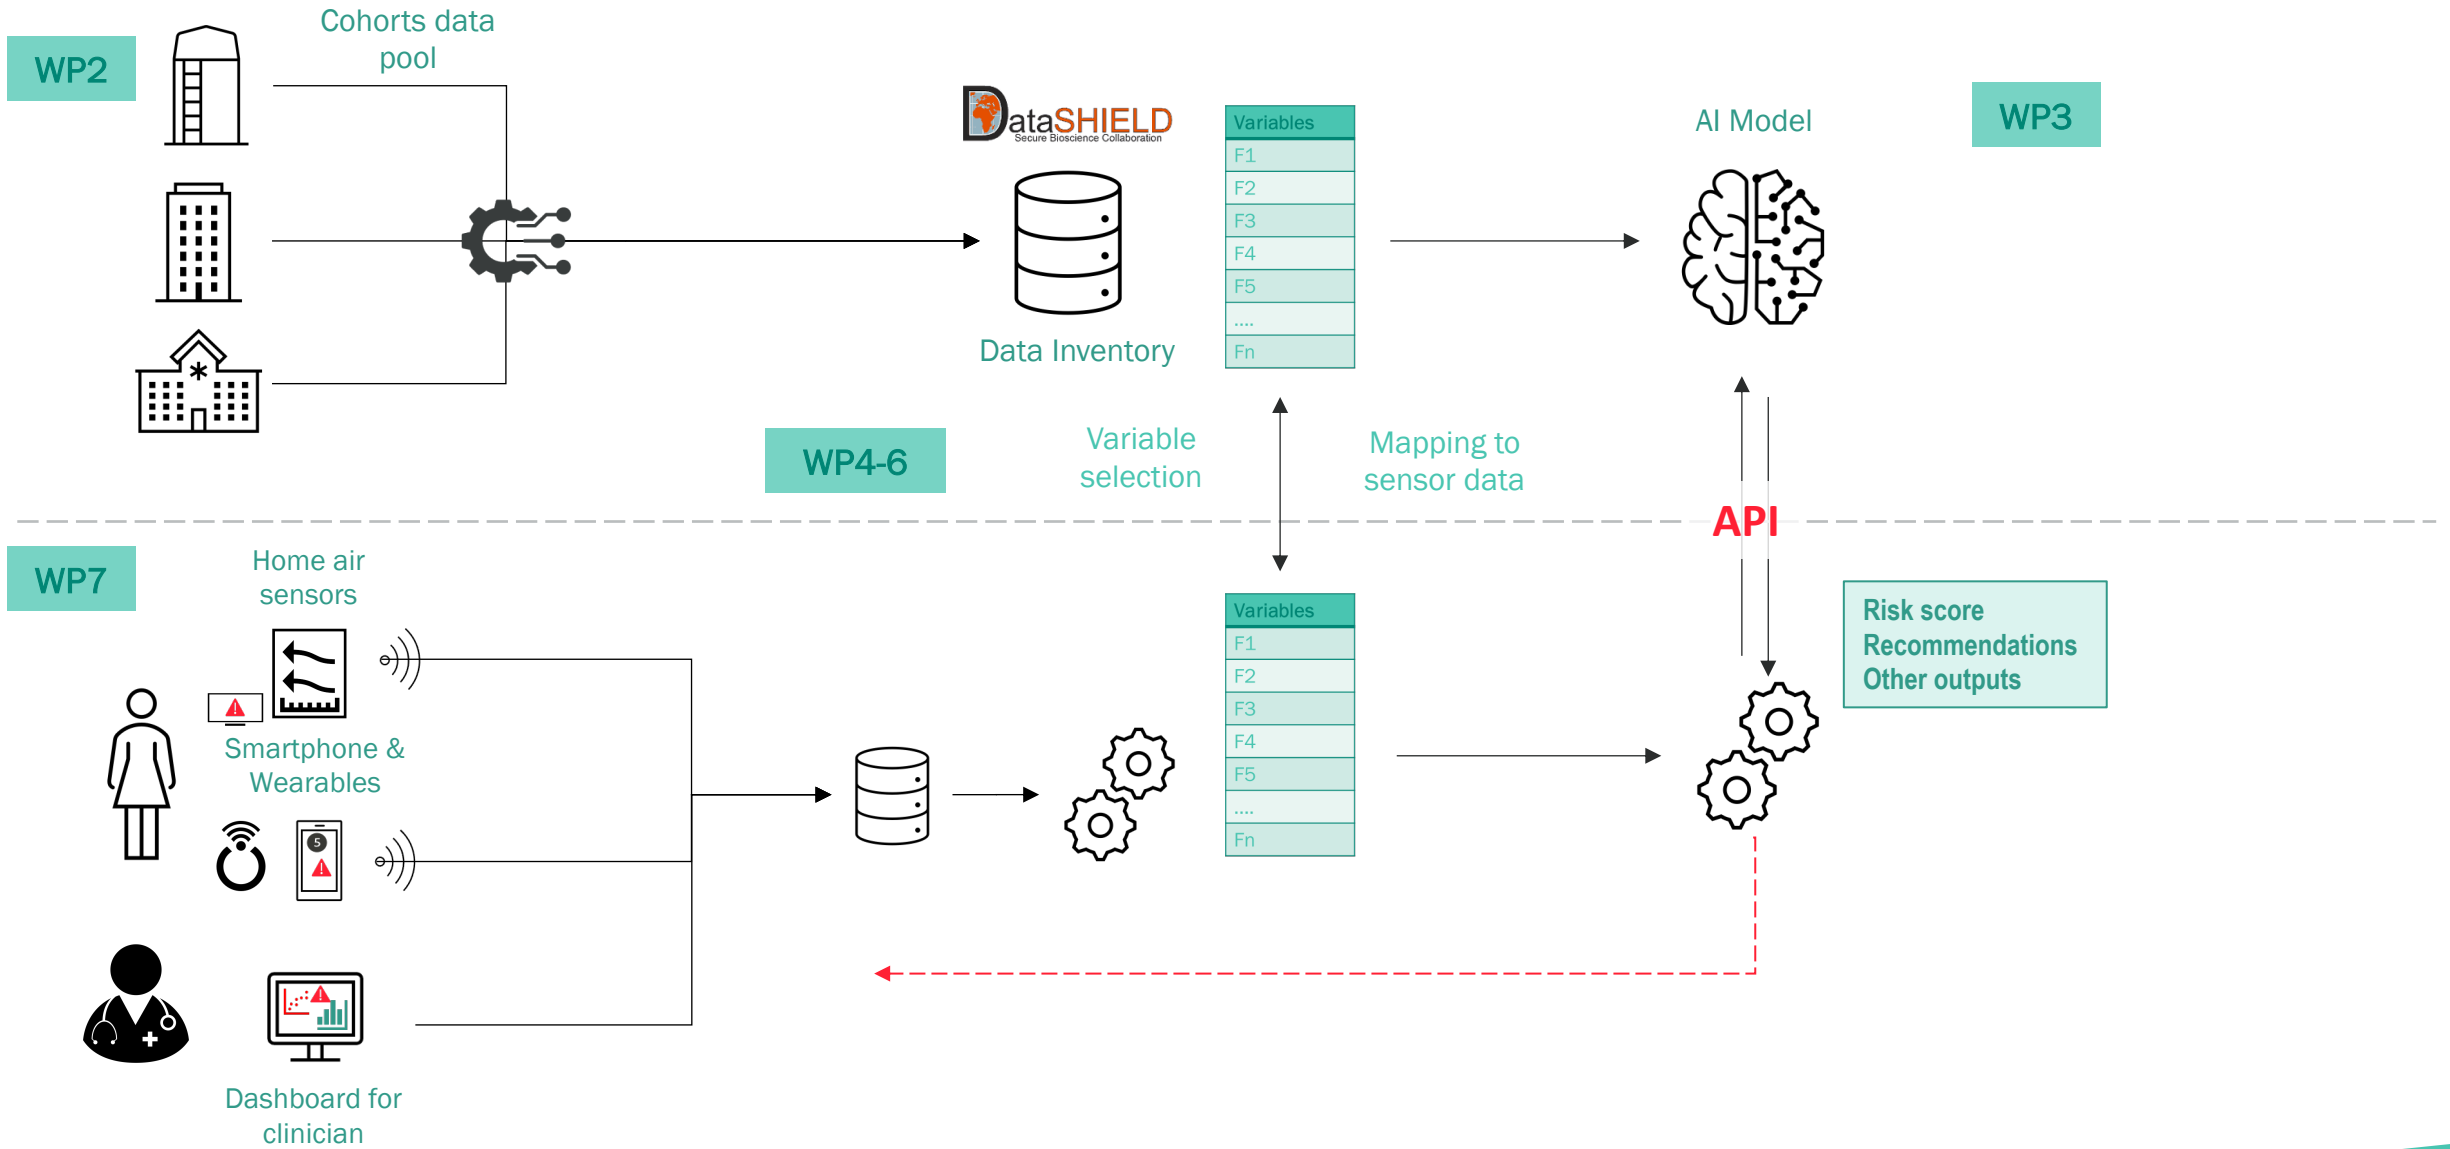 WP2
Cohorts data
pool
DataSHIELD
Secure Bioscience Collaboration
Data Inventory
Variables
F1
F2
F3
F4
F5
....
Fn
AI Model
WP3
WP4-6
Variable
selection
Mapping to
sensor data
API
WP7
Home air
sensors
Smartphone &
Wearables
5
Dashboard for
clinician
Variables
F1
F2
F3
F4
F5
....
Fn
Risk score
Recommendations
Other outputs